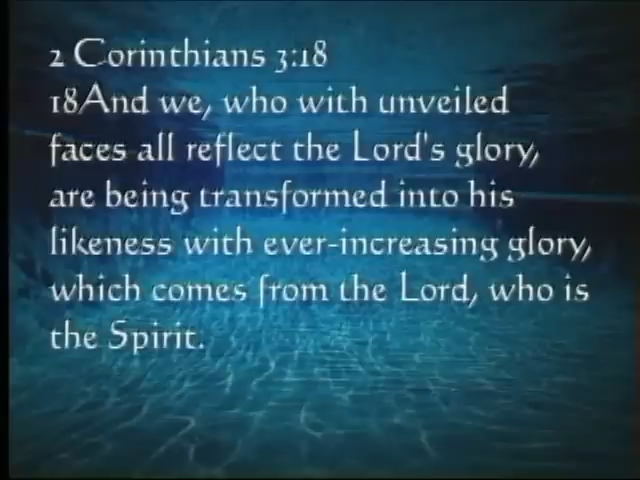 2 Corinthians 3:18
18And we, who with unveiled
faces all reflect the Lord's glory,
are being transformed into his
likeness with ever-increasing glory,
which comes from the Lord, who is
the Spirit.